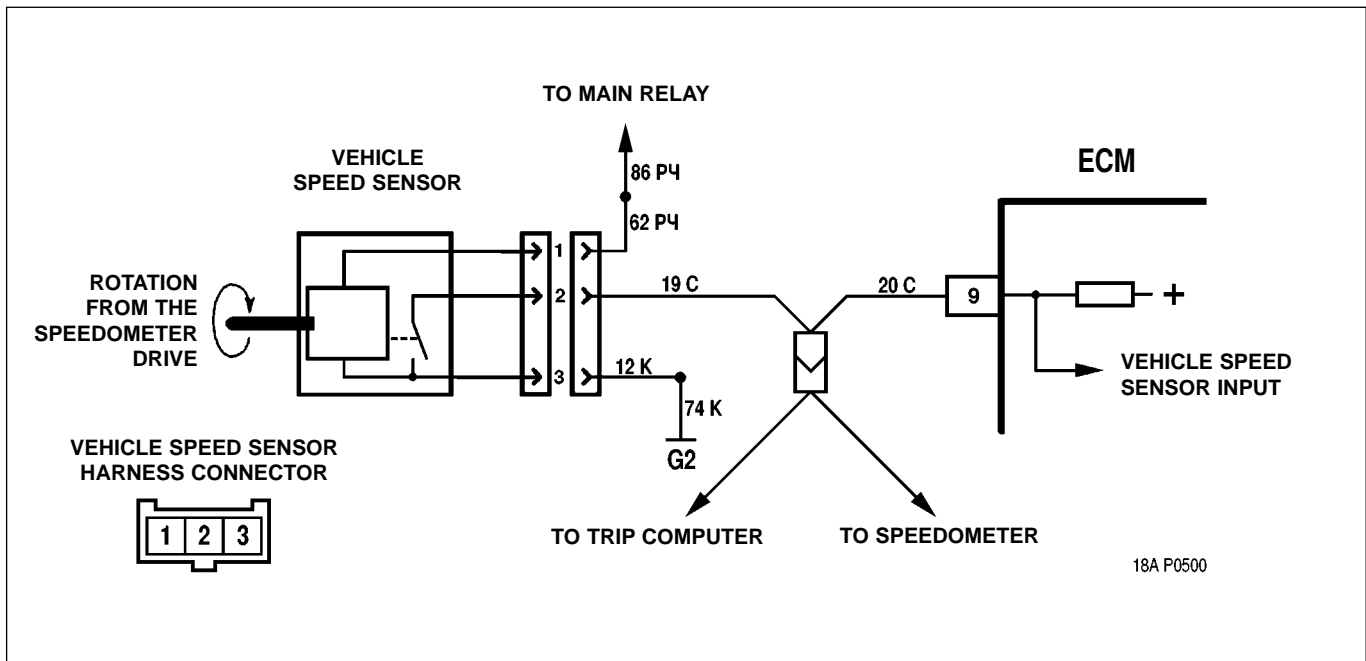 TO MAIN RELAY
VEHICLE
SPEED SENSOR
86 РЧ
62 РЧ
ECM
ROTATION
FROM THE
SPEEDOMETER
DRIVE
1
2
3
19 C
20 C
9
+
12 K
74 K
G2
VEHICLE SPEED
SENSOR INPUT
VEHICLE SPEED SENSOR
HARNESS CONNECTOR
1 2 3
TO TRIP COMPUTER
TO SPEEDOMETER
18A P0500